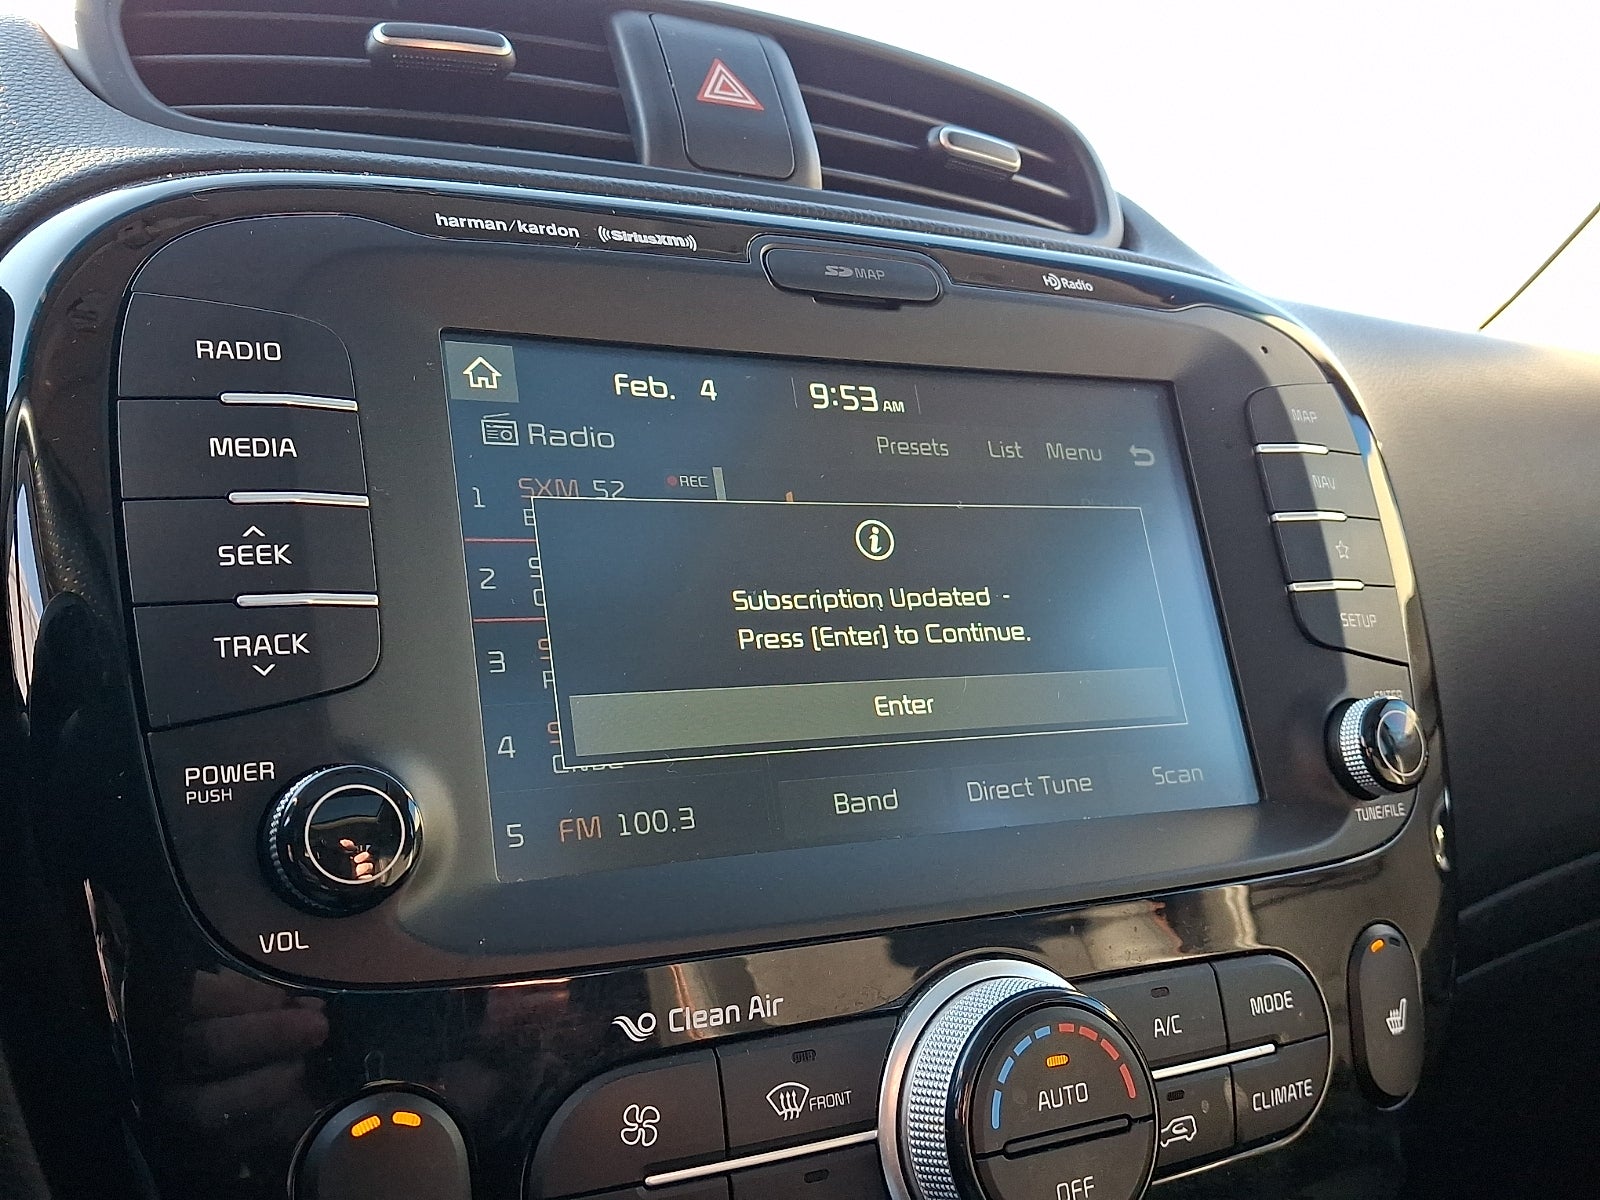 harman/kardon
((SiriusXM))
SD MAP
HD Radio
RADIO
MEDIA
SEEK
TRACK
POWER
PUSH
VOL
Feb. 4
9:53 AM
Radio
Presets
List
Menu
1
SXM 52
REC
2
3
4
5
FM 100.3
Subscription Updated -
Press [Enter] to Continue.
Enter
Band
Direct Tune
Scan
MAP
NAV
SETUP
ENTER
TUNE/FILE
Clean Air
FRONT
AUTO
OFF
A/C
MODE
CLIMATE